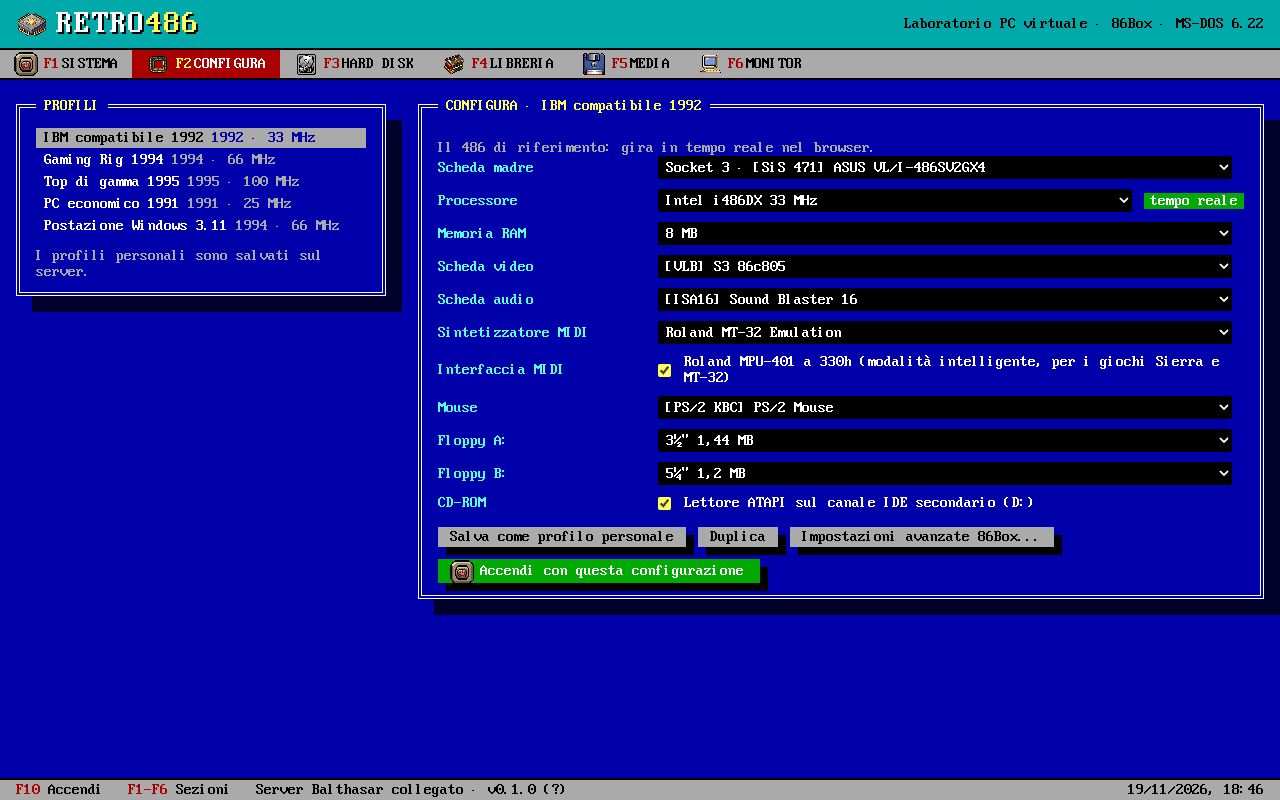 RETRO486
Laboratorio PC virtuale · 86Box · MS-DOS 6.22
F1 SISTEMA F2 CONFIGURA F3 HARD DISK F4 LIBRERIA F5 MEDIA F6 MONITOR
PROFILI
IBM compatibile 1992 1992 · 33 MHz
Gaming Rig 1994 1994 · 66 MHz
Top di gamma 1995 1995 · 100 MHz
PC economico 1991 1991 · 25 MHz
Postazione Windows 3.11 1994 · 66 MHz
I profili personali sono salvati sul
server.
CONFIGURA · IBM compatibile 1992
Il 486 di riferimento: gira in tempo reale nel browser.
Scheda madre Socket 3 · [SiS 471] ASUS VL/I-486SV2GX4
Processore Intel i486DX 33 MHz tempo reale
Memoria RAM 8 MB
Scheda video [VLB] S3 86c805
Scheda audio [ISA16] Sound Blaster 16
Sintetizzatore MIDI Roland MT-32 Emulation
Interfaccia MIDI Roland MPU-401 a 330h (modalità intelligente, per i giochi Sierra e
MT-32)
Mouse [PS/2 KBC] PS/2 Mouse
Floppy A: 3½" 1,44 MB
Floppy B: 5¼" 1,2 MB
CD-ROM Lettore ATAPI sul canale IDE secondario (D:)
Salva come profilo personale Duplica Impostazioni avanzate 86Box...
Accendi con questa configurazione
F10 Accendi F1-F6 Sezioni Server Balthasar collegato · v0.1.0 (?) 19/11/2026, 18:46